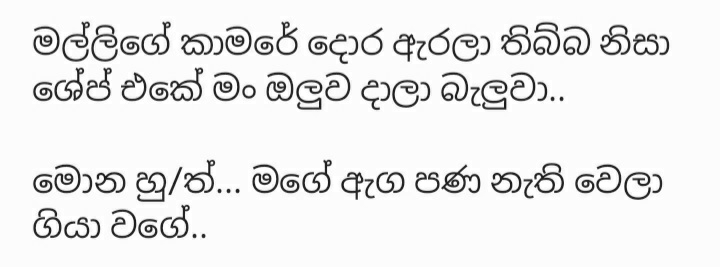 මල්ලිගේ කාමරේ දොර ඇරලා තිබ්බ නිසා
ශේප් එකේ මං ඔලුව දාලා බැලුවා..
මොන හු/ත්... මගේ ඇග පණ නැති වෙලා
ගියා වගේ..